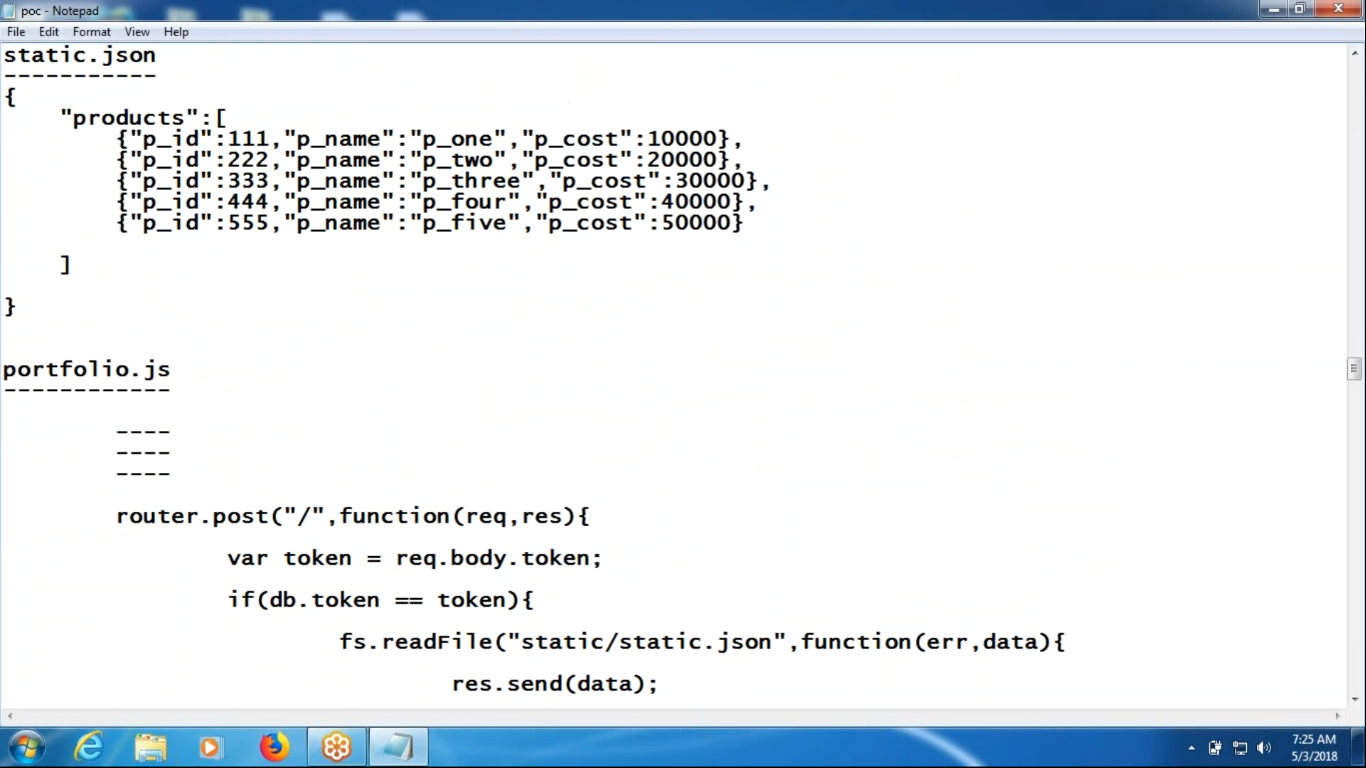 poc - Notepad
File Edit Format View Help
static.json
-----------
{
"products":[
{"p_id":111,"p_name":"p_one","p_cost":10000},
{"p_id":222,"p_name":"p_two","p_cost":20000},
{"p_id":333,"p_name":"p_three","p_cost":30000},
{"p_id":444,"p_name":"p_four","p_cost":40000},
{"p_id":555,"p_name":"p_five","p_cost":50000}
]
}
portfolio.js
------------
----
----
----
router.post("/",function(req,res){
var token = req.body.token;
if(db.token == token){
fs.readFile("static/static.json",function(err,data){
res.send(data);
7:25 AM
5/3/2018